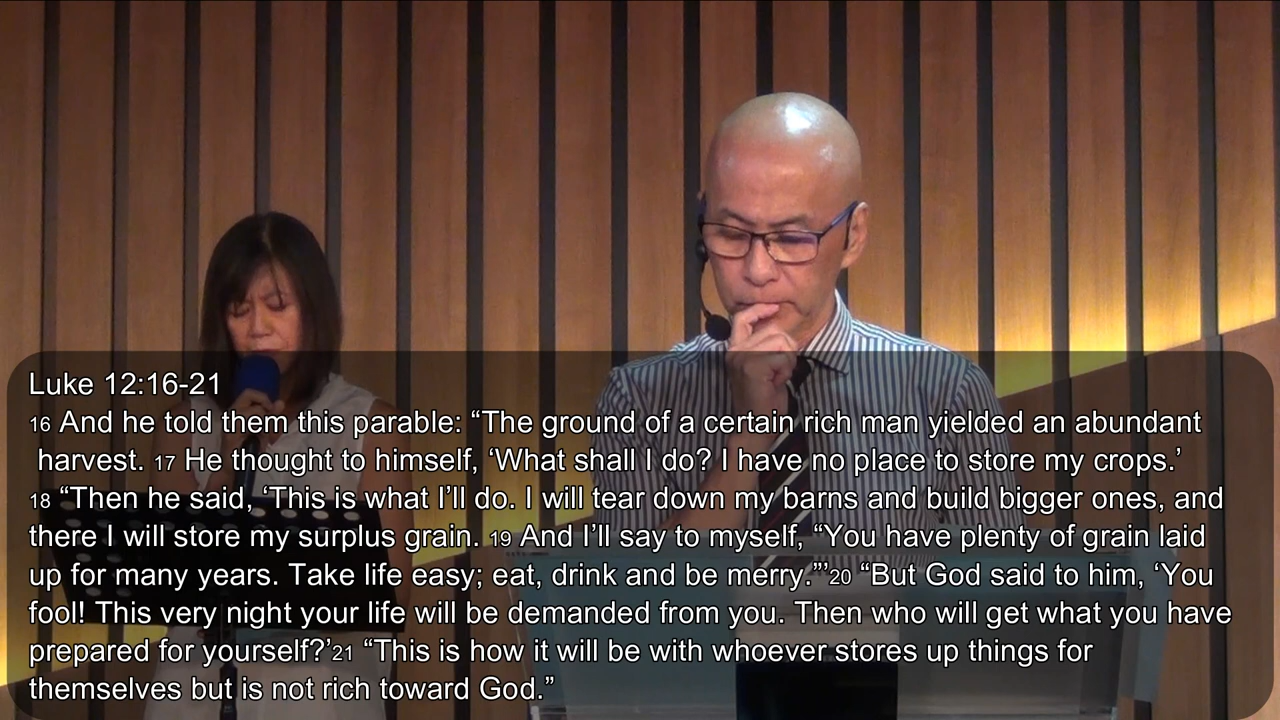 Luke 12:16-21
16 And he told them this parable: “The ground of a certain rich man yielded an abundant
harvest. 17 He thought to himself, ‘What shall I do? I have no place to store my crops.’
18 “Then he said, ‘This is what I’ll do. I will tear down my barns and build bigger ones, and
there I will store my surplus grain. 19 And I’ll say to myself, “You have plenty of grain laid
up for many years. Take life easy; eat, drink and be merry.”’20 “But God said to him, ‘You
fool! This very night your life will be demanded from you. Then who will get what you have
prepared for yourself?’21 “This is how it will be with whoever stores up things for
themselves but is not rich toward God.”